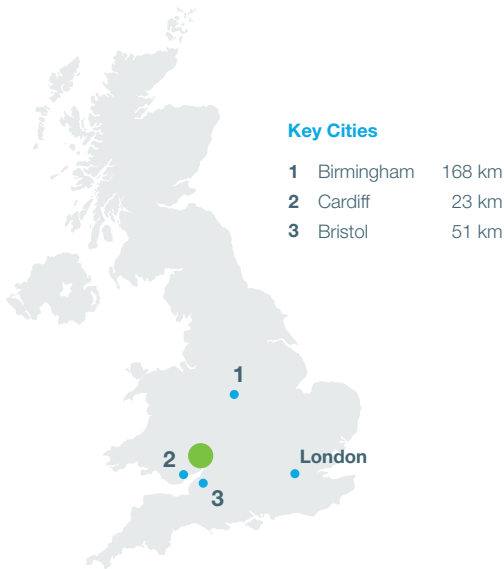 Key Cities
1 Birmingham 168 km
2 Cardiff 23 km
3 Bristol 51 km
1
2
London
3